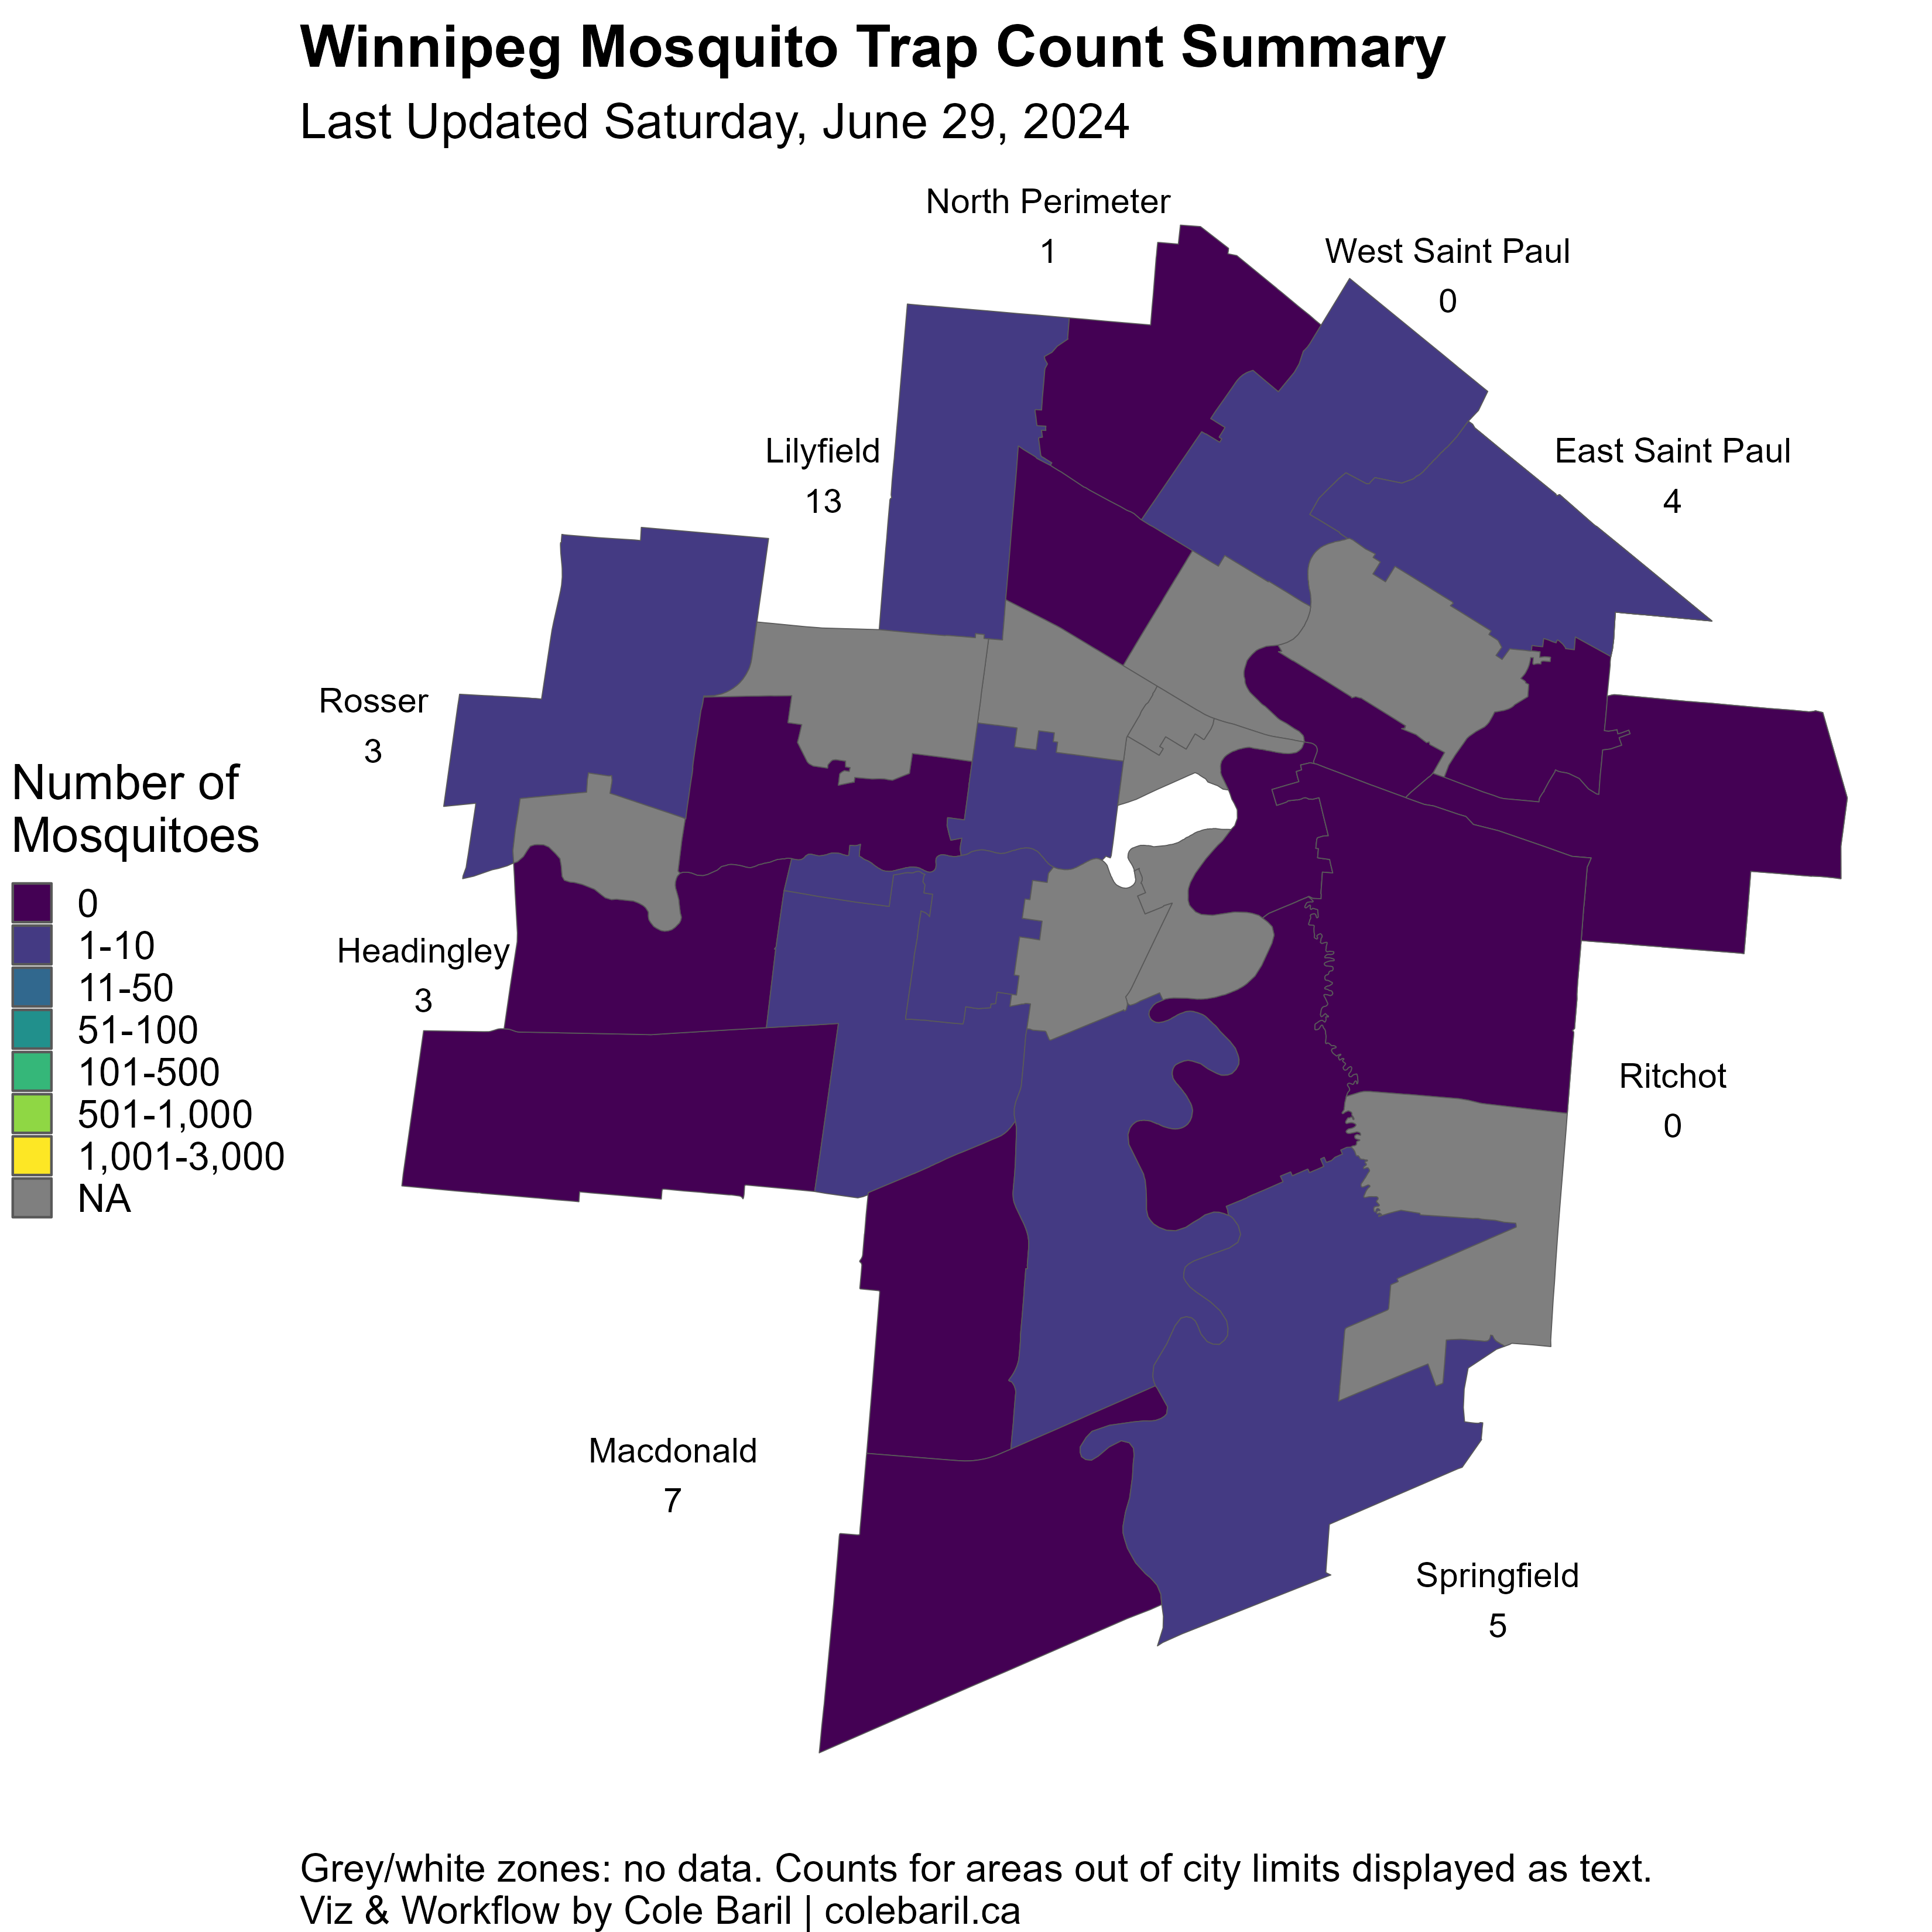 Winnipeg Mosquito Trap Count Summary
Last Updated Saturday, June 29, 2024
North Perimeter
1
West Saint Paul
0
Lilyfield
13
East Saint Paul
4
Rosser
3
Number of
Mosquitoes
0
1-10
11-50
51-100
101-500
501-1,000
1,001-3,000
NA
Headingley
3
Ritchot
0
Macdonald
7
Springfield
5
Grey/white zones: no data. Counts for areas out of city limits displayed as text.
Viz & Workflow by Cole Baril | colebaril.ca